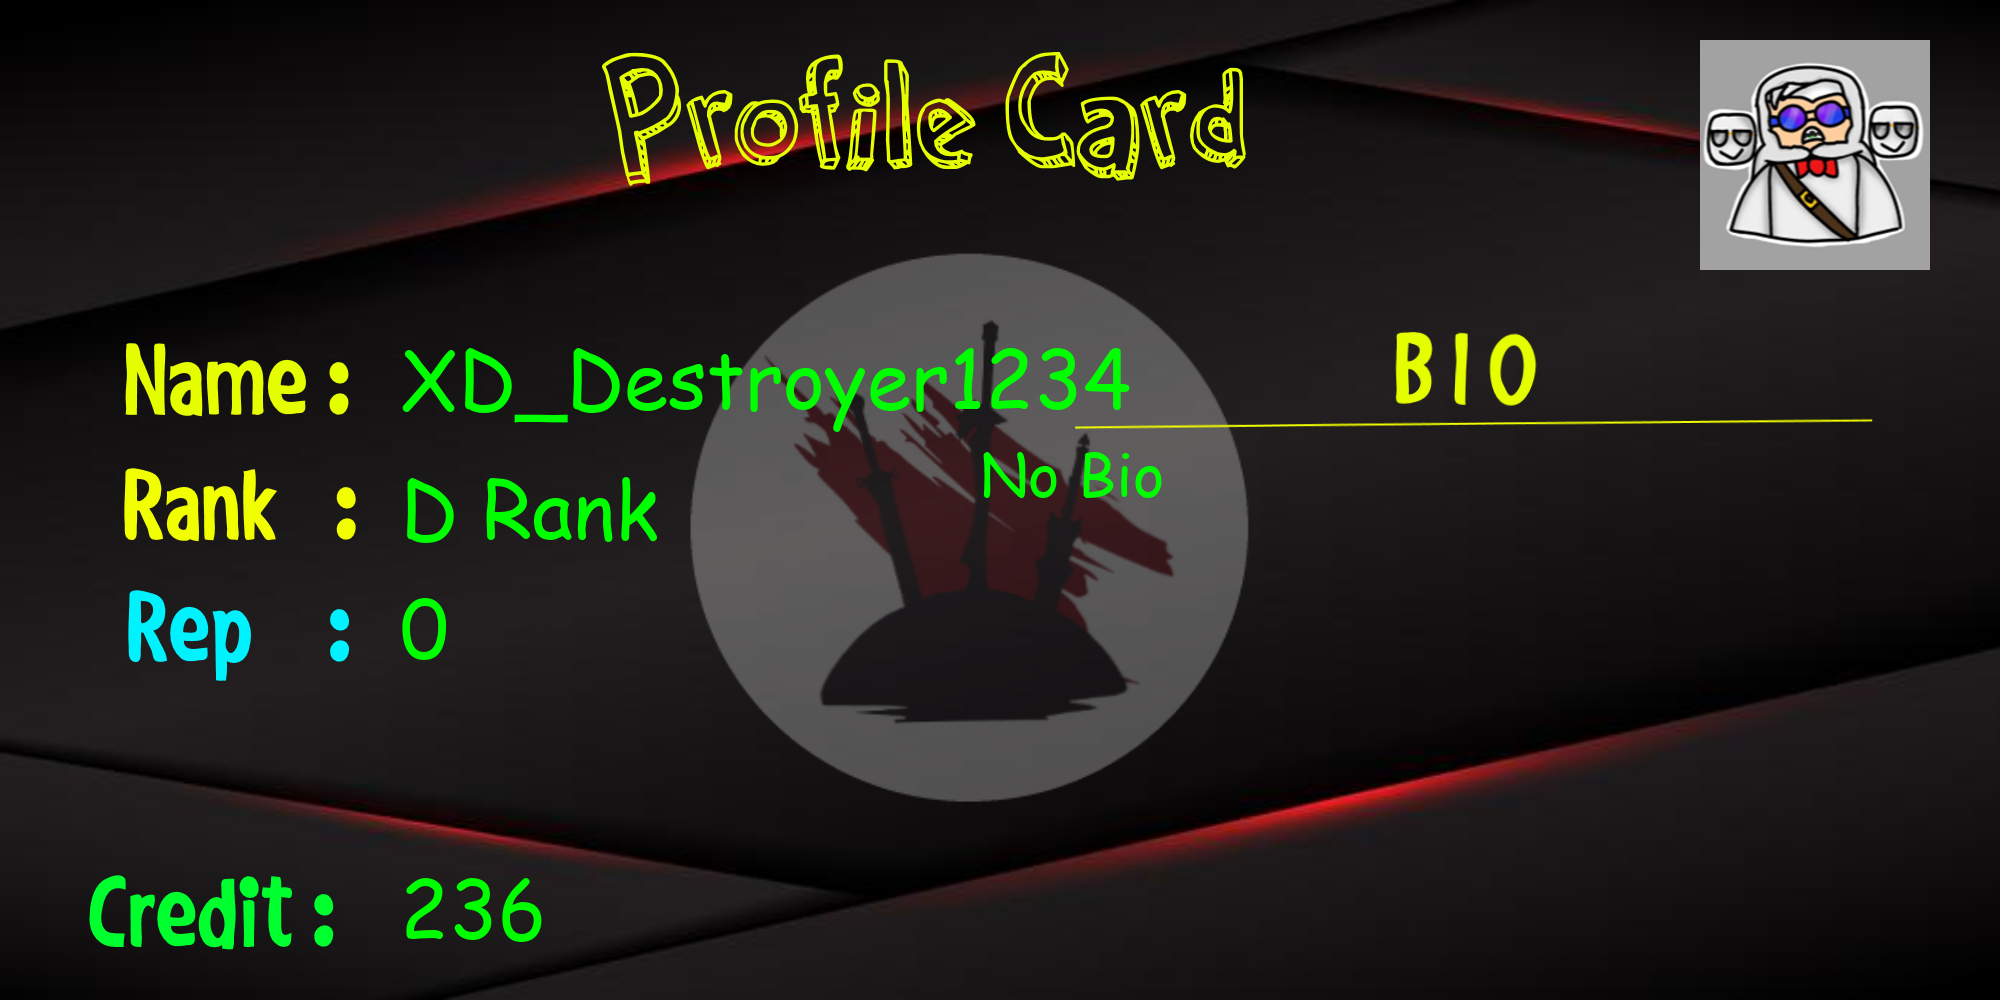 Profile Card
Name : XD_Destroyer1234
BIO
No Bio
Rank : D Rank
Rep : 0
Credit : 236